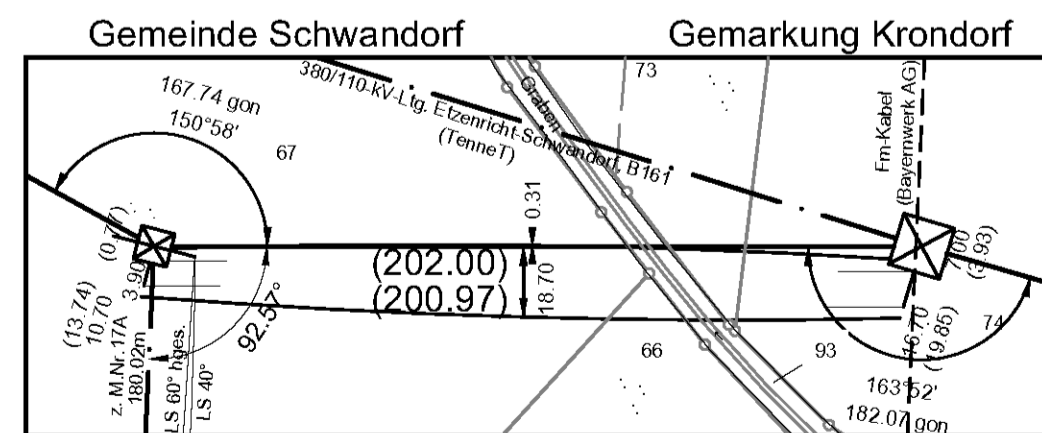 Gemeinde Schwandorf
Gemarkung Krondorf
167.74 gon
150°58'
67
380/110-kV-Ltg. Etzenricht-Schwandorf, B161
(TenneT)
Graben
73
Fm-Kabel
(Bayernwerk AG)
(0.77)
0.31
(202.00)
(200.97)
18.70
7.00
(3.93)
3.90
(13.74)
10.70
z. M.Nr. 17A
180.02m
LS 60° hges.
LS 40°
92.57°
66
93
16.70
(19.85)
74
163°52'
182.07 gon